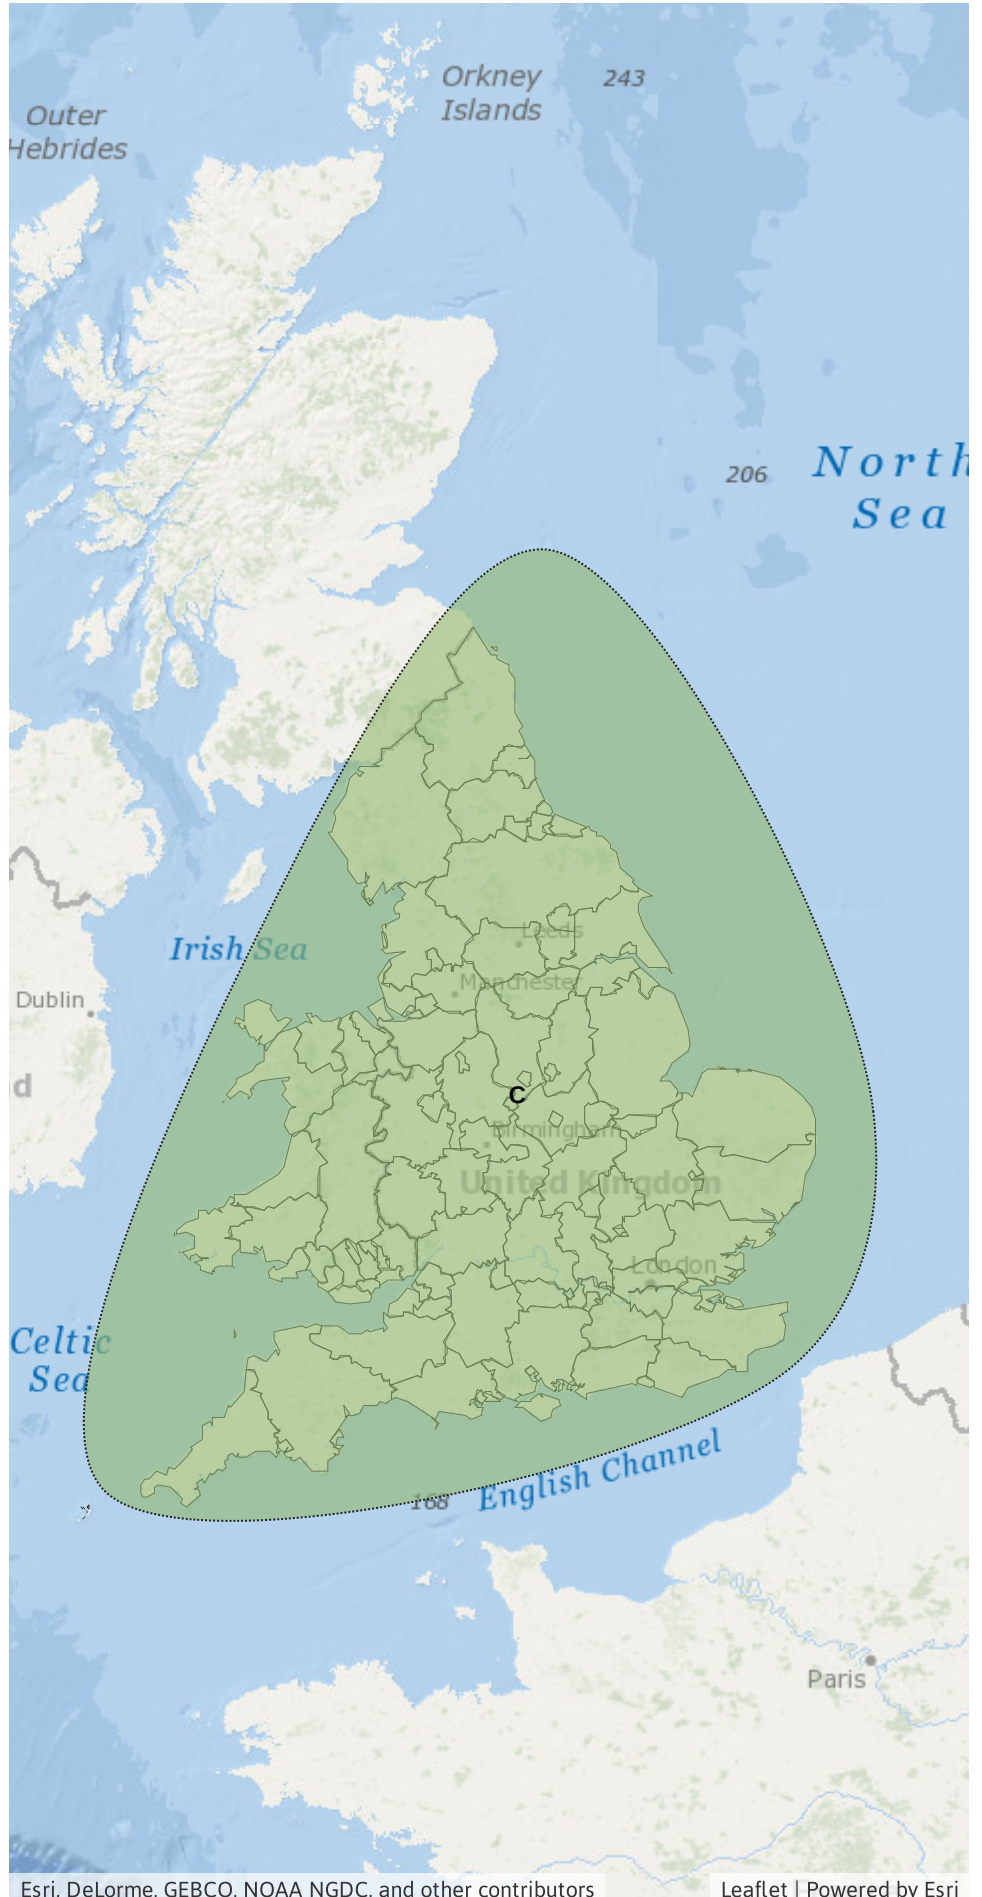 Orkney
Islands
243
Outer
Hebrides
North
Sea
206
Leeds
Irish Sea
Manchester
Dublin
d
C
Birmingham
United Kingdom
London
Celtic
Sea
English Channel
168
Paris
Esri, DeLorme, GEBCO, NOAA NGDC, and other contributors
Leaflet | Powered by Esri